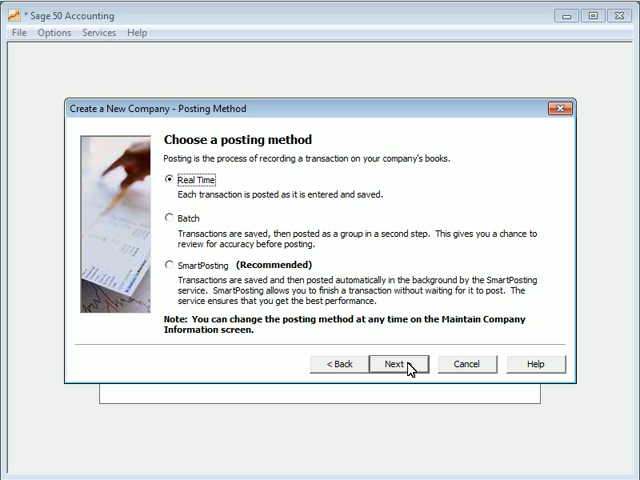 * Sage 50 Accounting
File Options Services Help
Create a New Company - Posting Method
Choose a posting method
Posting is the process of recording a transaction on your company's books.
Real Time
Each transaction is posted as it is entered and saved.
Batch
Transactions are saved, then posted as a group in a second step. This gives you a chance to
review for accuracy before posting.
SmartPosting (Recommended)
Transactions are saved and then posted automatically in the background by the SmartPosting
service. SmartPosting allows you to finish a transaction without waiting for it to post. The
service ensures that you get the best performance.
Note: You can change the posting method at any time on the Maintain Company
Information screen.
< Back Next > Cancel Help